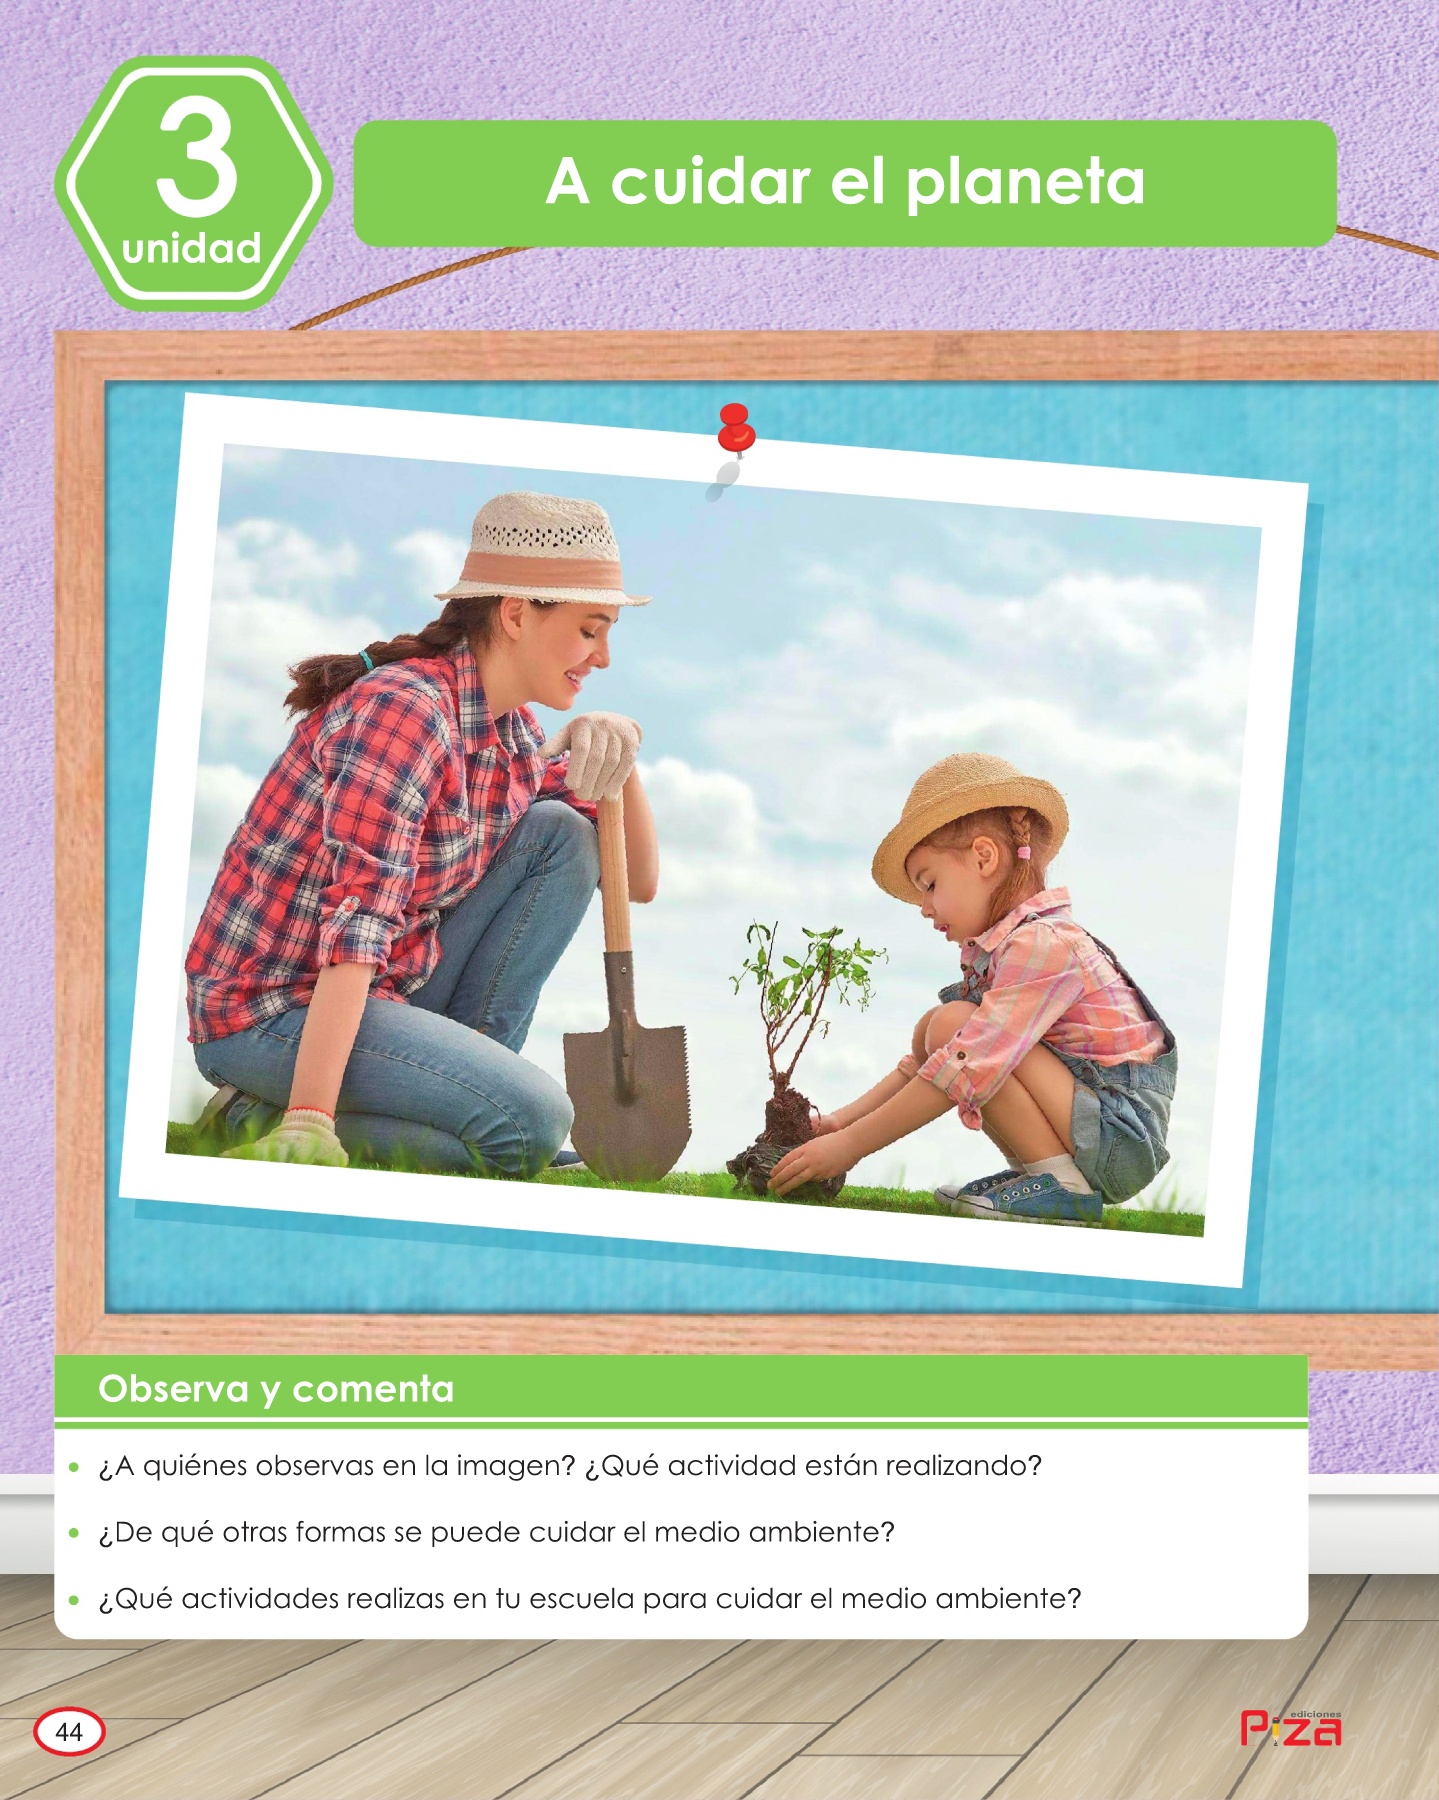 3
unidad
A cuidar el planeta
Observa y comenta
• ¿A quiénes observas en la imagen? ¿Qué actividad están realizando?
• ¿De qué otras formas se puede cuidar el medio ambiente?
• ¿Qué actividades realizas en tu escuela para cuidar el medio ambiente?
44
ediciones
Piza